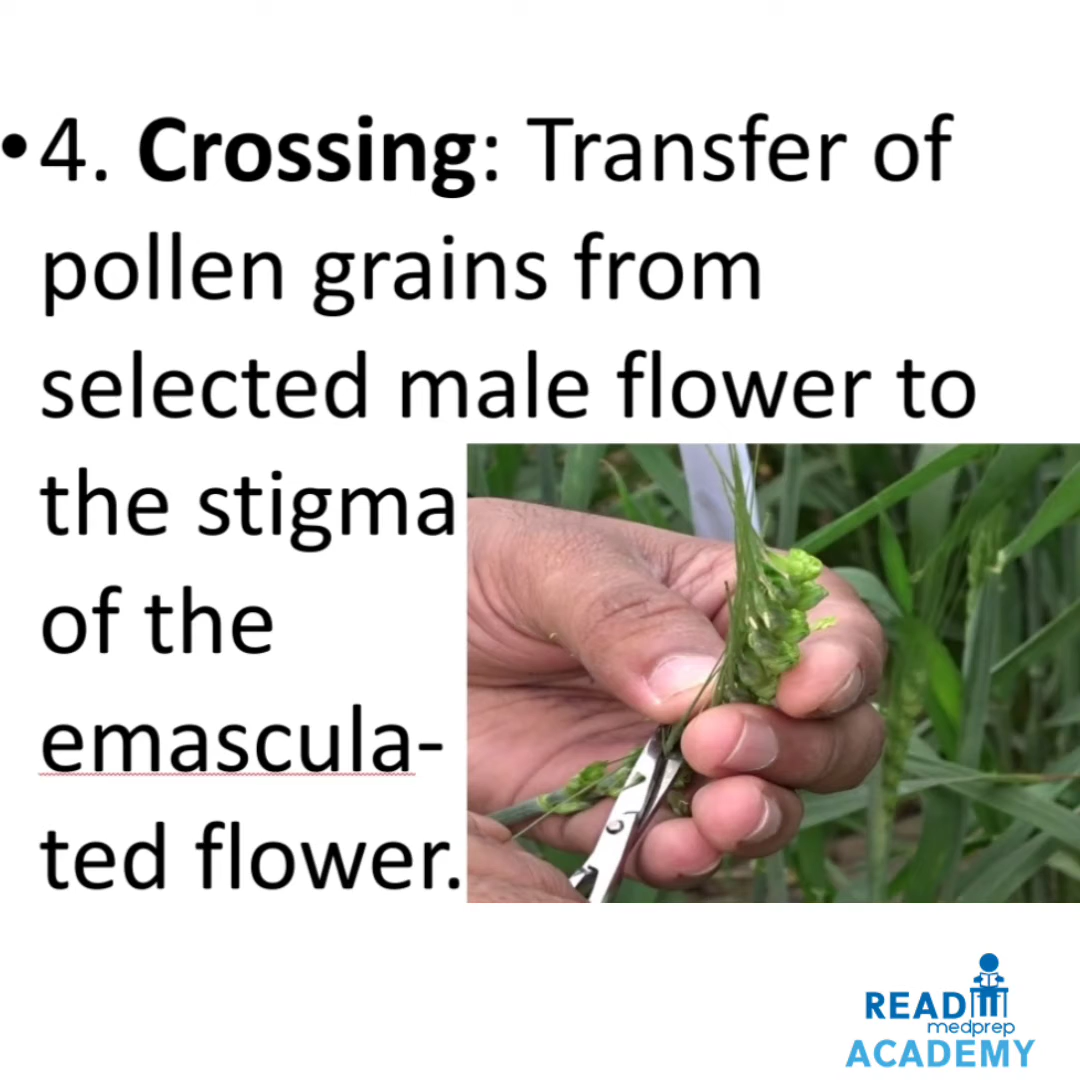 •4. Crossing: Transfer of
pollen grains from
selected male flower to
the stigma
of the
emascula-
ted flower.
READ
medprep
ACADEMY